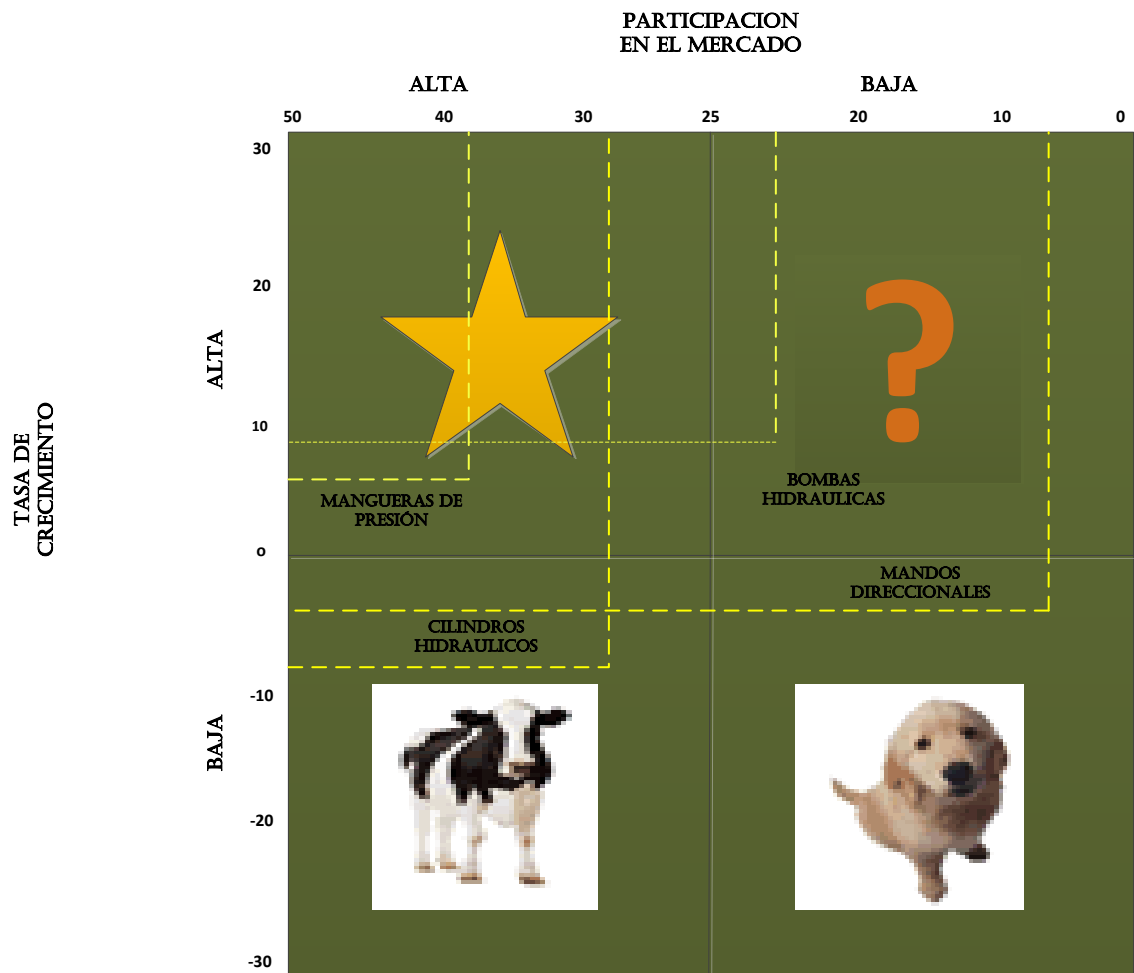 PARTICIPACION
EN EL MERCADO
ALTA
BAJA
50 40 30 25 20 10 0
30
20
10
0
-10
-20
-30
TASA DE
CRECIMIENTO
ALTA
BAJA
?
MANGUERAS DE
PRESIÓN
BOMBAS
HIDRAULICAS
MANDOS
DIRECCIONALES
CILINDROS
HIDRAULICOS